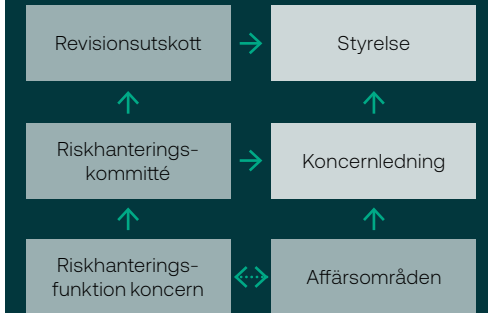 Revisionsutskott
Styrelse
Riskhanterings-
kommitté
Koncernledning
Riskhanterings-
funktion koncern
Affärsområden